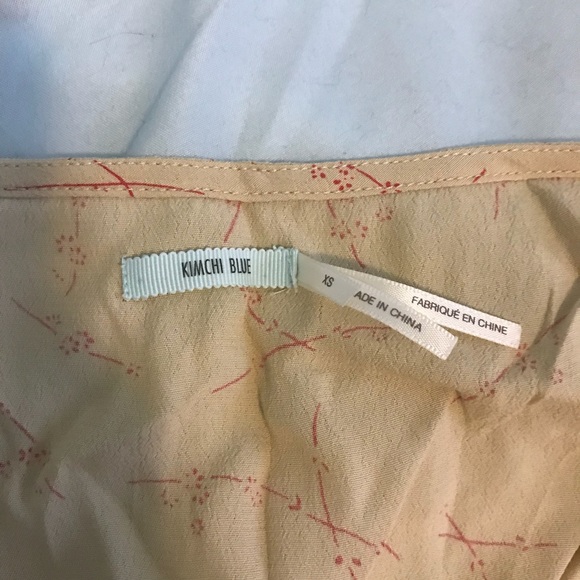 KIMCHI BLUE
XS
ADE IN CHINA
FABRIQUÉ EN CHINE